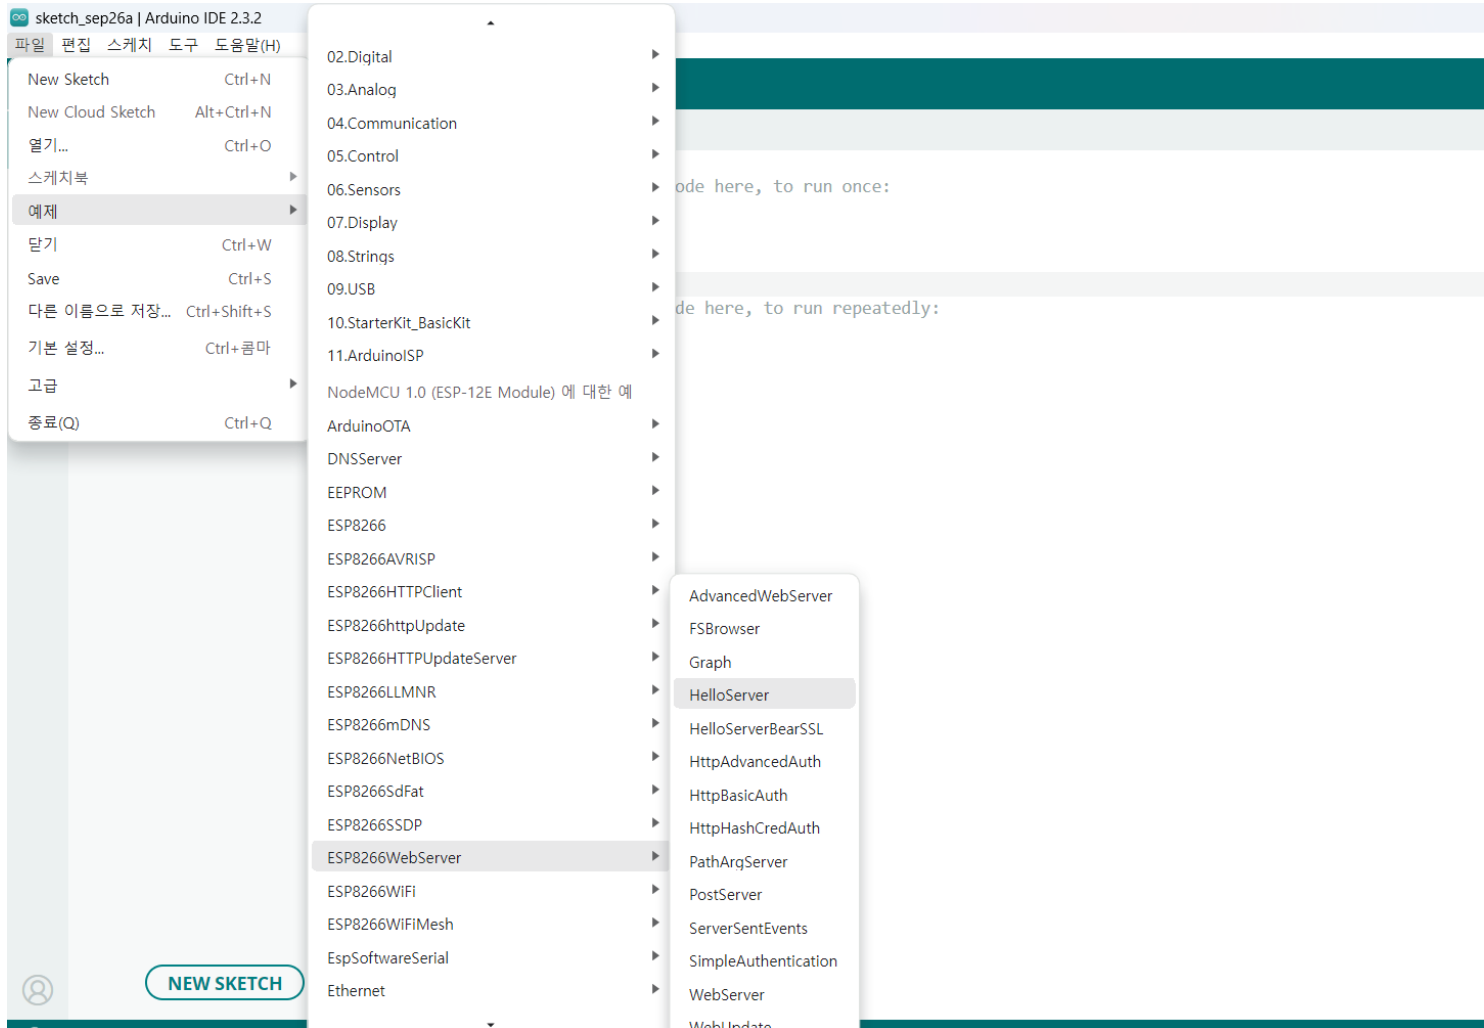 sketch_sep26a | Arduino IDE 2.3.2
파일 편집 스케치 도구 도움말(H)
New Sketch Ctrl+N
New Cloud Sketch Alt+Ctrl+N
열기... Ctrl+O
스케치북
예제
닫기 Ctrl+W
Save Ctrl+S
다른 이름으로 저장... Ctrl+Shift+S
기본 설정... Ctrl+콤마
고급
종료(Q) Ctrl+Q
NEW SKETCH
02.Digital
03.Analog
04.Communication
05.Control
06.Sensors
07.Display
08.Strings
09.USB
10.StarterKit_BasicKit
11.ArduinoISP
NodeMCU 1.0 (ESP-12E Module) 에 대한 예
ArduinoOTA
DNSServer
EEPROM
ESP8266
ESP8266AVRISP
ESP8266HTTPClient
ESP8266httpUpdate
ESP8266HTTPUpdateServer
ESP8266LLMNR
ESP8266mDNS
ESP8266NetBIOS
ESP8266SdFat
ESP8266SSDP
ESP8266WebServer
ESP8266WiFi
ESP8266WiFiMesh
EspSoftwareSerial
Ethernet
AdvancedWebServer
FSBrowser
Graph
HelloServer
HelloServerBearSSL
HttpAdvancedAuth
HttpBasicAuth
HttpHashCredAuth
PathArgServer
PostServer
ServerSentEvents
SimpleAuthentication
WebServer
WebUpdate
ode here, to run once:
de here, to run repeatedly: